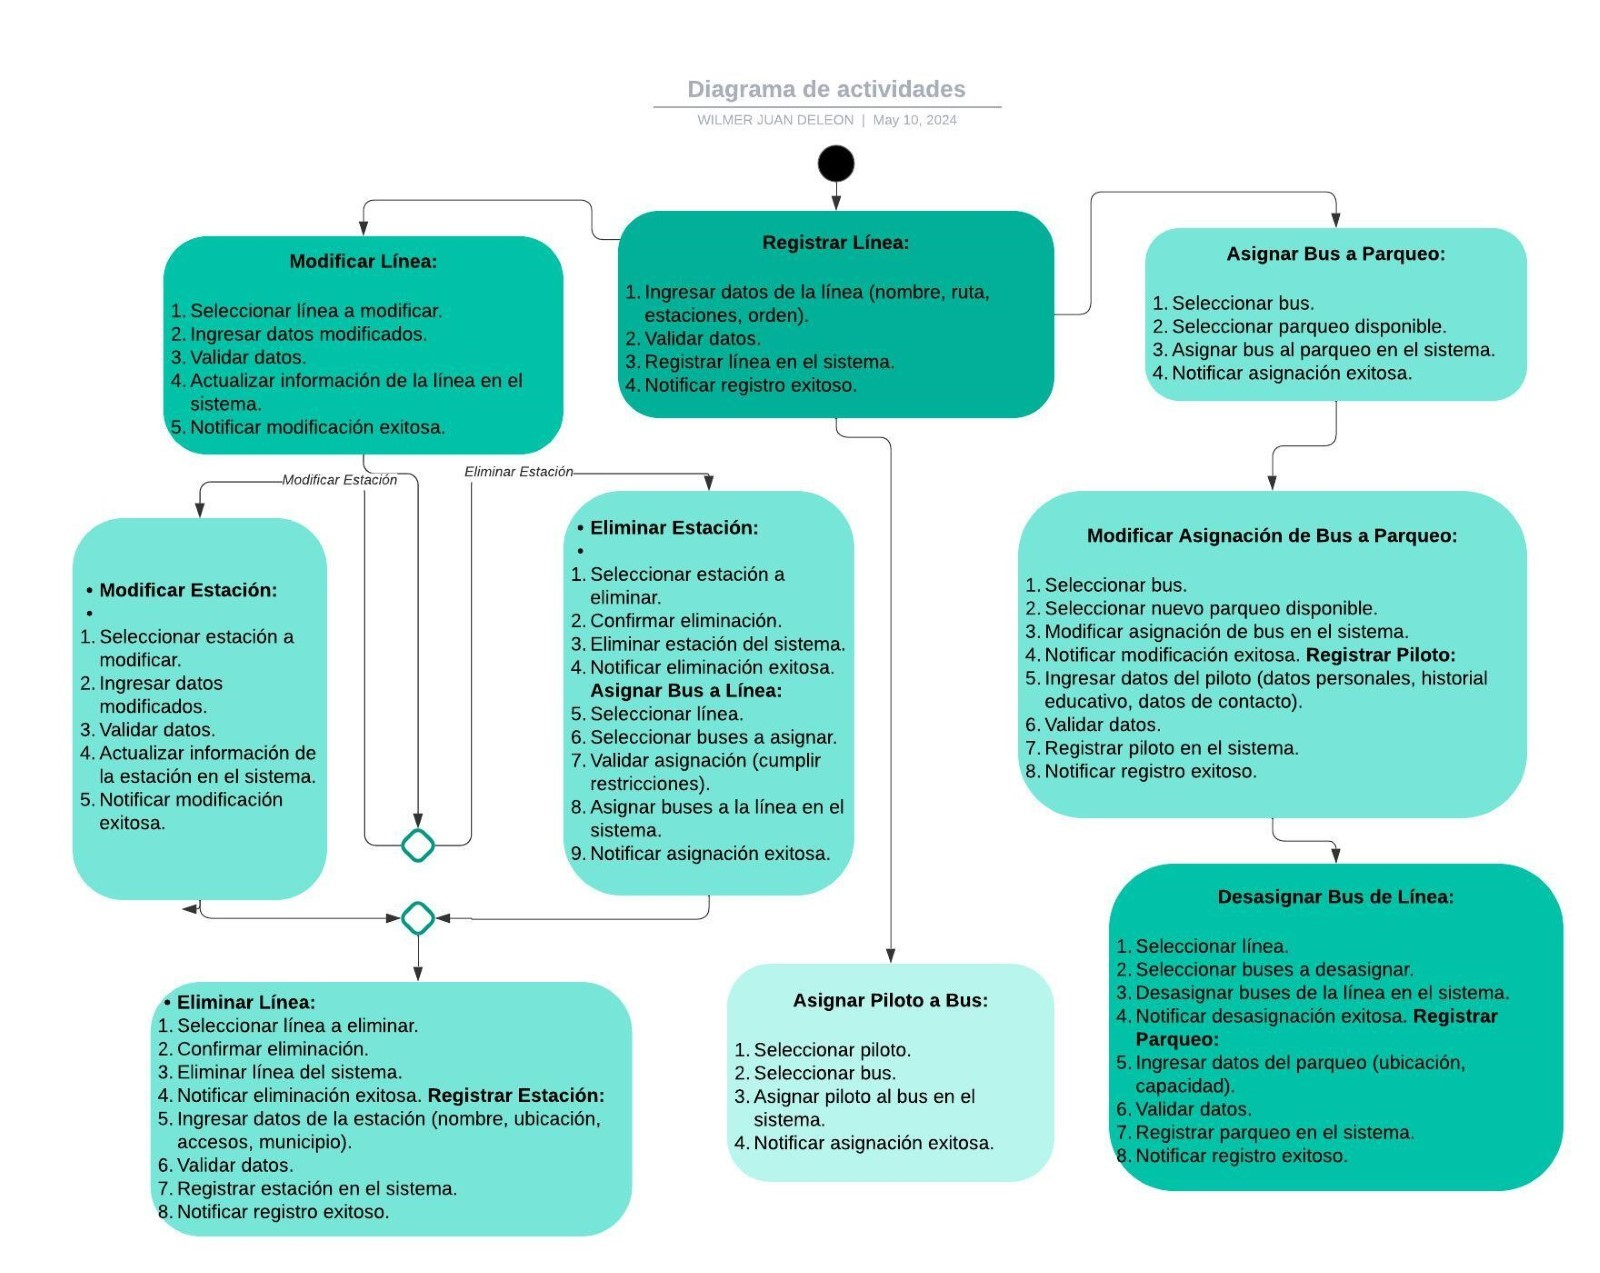 Diagrama de actividades
WILMER JUAN DELEON | May 10, 2024
Registrar Línea:
1. Ingresar datos de la línea (nombre, ruta,
estaciones, orden).
2. Validar datos.
3. Registrar línea en el sistema.
4. Notificar registro exitoso.
Modificar Línea:
1. Seleccionar línea a modificar.
2. Ingresar datos modificados.
3. Validar datos.
4. Actualizar información de la línea en el
sistema.
5. Notificar modificación exitosa.
Asignar Bus a Parqueo:
1. Seleccionar bus.
2. Seleccionar parqueo disponible.
3. Asignar bus al parqueo en el sistema.
4. Notificar asignación exitosa.
Modificar Estación
Eliminar Estación
• Modificar Estación:
•
1. Seleccionar estación a
modificar.
2. Ingresar datos
modificados.
3. Validar datos.
4. Actualizar información de
la estación en el sistema.
5. Notificar modificación
exitosa.
• Eliminar Estación:
•
1. Seleccionar estación a
eliminar.
2. Confirmar eliminación.
3. Eliminar estación del sistema.
4. Notificar eliminación exitosa.
Asignar Bus a Línea:
5. Seleccionar línea.
6. Seleccionar buses a asignar.
7. Validar asignación (cumplir
restricciones).
8. Asignar buses a la línea en el
sistema.
9. Notificar asignación exitosa.
Modificar Asignación de Bus a Parqueo:
1. Seleccionar bus.
2. Seleccionar nuevo parqueo disponible.
3. Modificar asignación de bus en el sistema.
4. Notificar modificación exitosa. Registrar Piloto:
5. Ingresar datos del piloto (datos personales, historial
educativo, datos de contacto).
6. Validar datos.
7. Registrar piloto en el sistema.
8. Notificar registro exitoso.
• Eliminar Línea:
1. Seleccionar línea a eliminar.
2. Confirmar eliminación.
3. Eliminar línea del sistema.
4. Notificar eliminación exitosa. Registrar Estación:
5. Ingresar datos de la estación (nombre, ubicación,
accesos, municipio).
6. Validar datos.
7. Registrar estación en el sistema.
8. Notificar registro exitoso.
Asignar Piloto a Bus:
1. Seleccionar piloto.
2. Seleccionar bus.
3. Asignar piloto al bus en el
sistema.
4. Notificar asignación exitosa.
Desasignar Bus de Línea:
1. Seleccionar línea.
2. Seleccionar buses a desasignar.
3. Desasignar buses de la línea en el sistema.
4. Notificar desasignación exitosa. Registrar
Parqueo:
5. Ingresar datos del parqueo (ubicación,
capacidad).
6. Validar datos.
7. Registrar parqueo en el sistema.
8. Notificar registro exitoso.